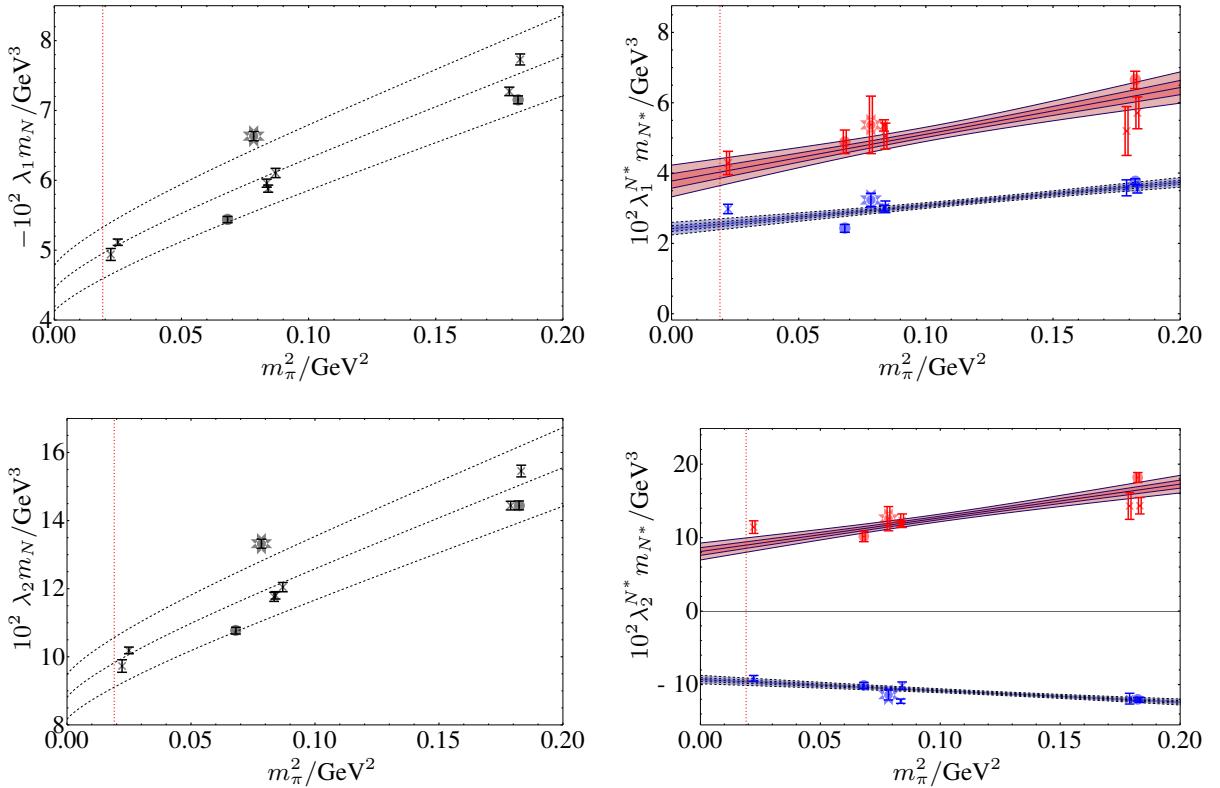 8
7
6
5
4
−10² λ₁ m_N /GeV³
0.00 0.05 0.10 0.15 0.20
m_π²/GeV²
8
6
4
2
0
10² λ₁^{N*} m_{N*}/GeV³
0.00 0.05 0.10 0.15 0.20
m_π²/GeV²
16
14
12
10
8
10² λ₂ m_N /GeV³
0.00 0.05 0.10 0.15 0.20
m_π²/GeV²
20
10
0
- 10
10² λ₂^{N*} m_{N*}/GeV³
0.00 0.05 0.10 0.15 0.20
m_π²/GeV²